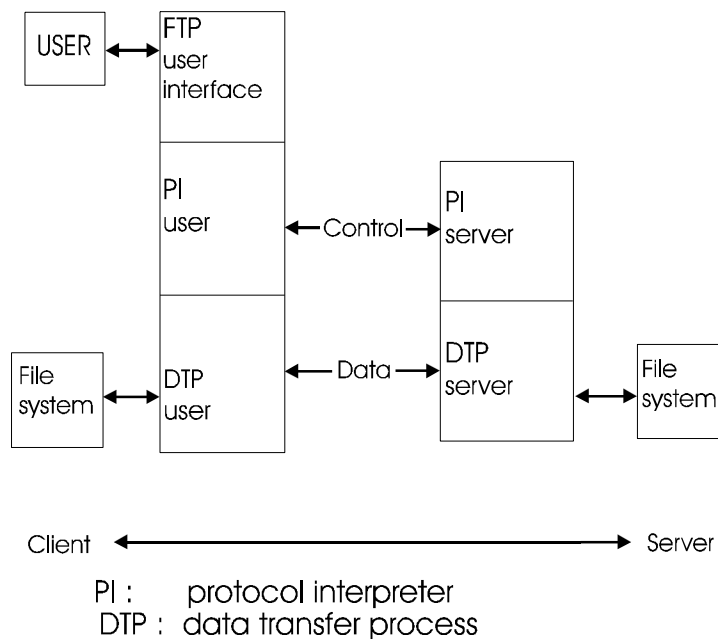 USER
FTP
user
interface
PI
user
Control
PI
server
File
system
DTP
user
Data
DTP
server
File
system
Client
Server
PI : protocol interpreter
DTP : data transfer process